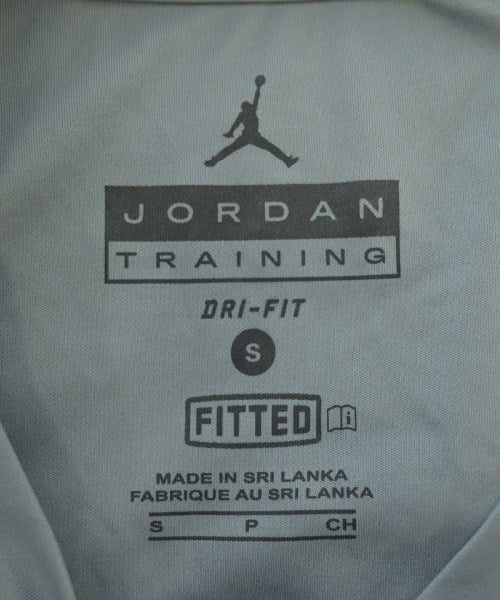 JORDAN
TRAINING
DRI-FIT
S
FITTED
MADE IN SRI LANKA
FABRIQUE AU SRI LANKA
S P CH